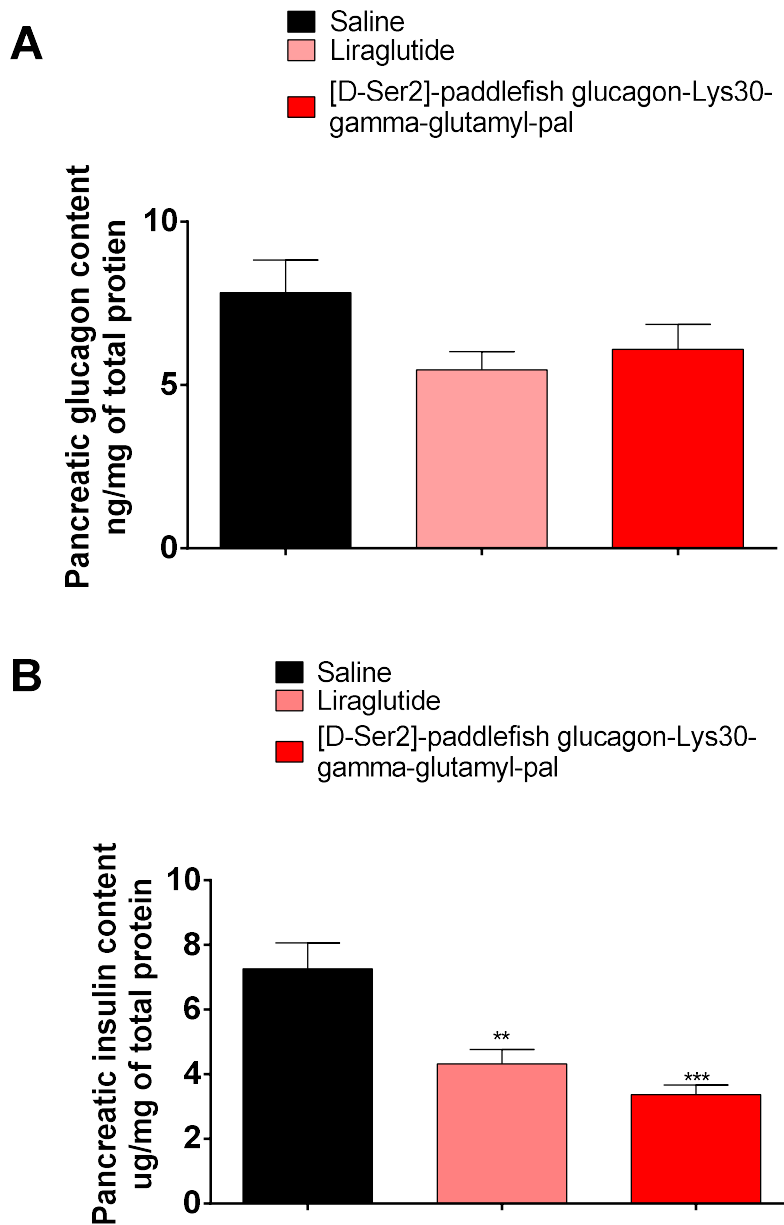 A
Saline
Liraglutide
[D-Ser2]-paddlefish glucagon-Lys30-
gamma-glutamyl-pal
Pancreatic glucagon content
ng/mg of total protien
10
5
0
B
Saline
Liraglutide
[D-Ser2]-paddlefish glucagon-Lys30-
gamma-glutamyl-pal
Pancreatic insulin content
ug/mg of total protein
10
8
6
4
2
0
**
***